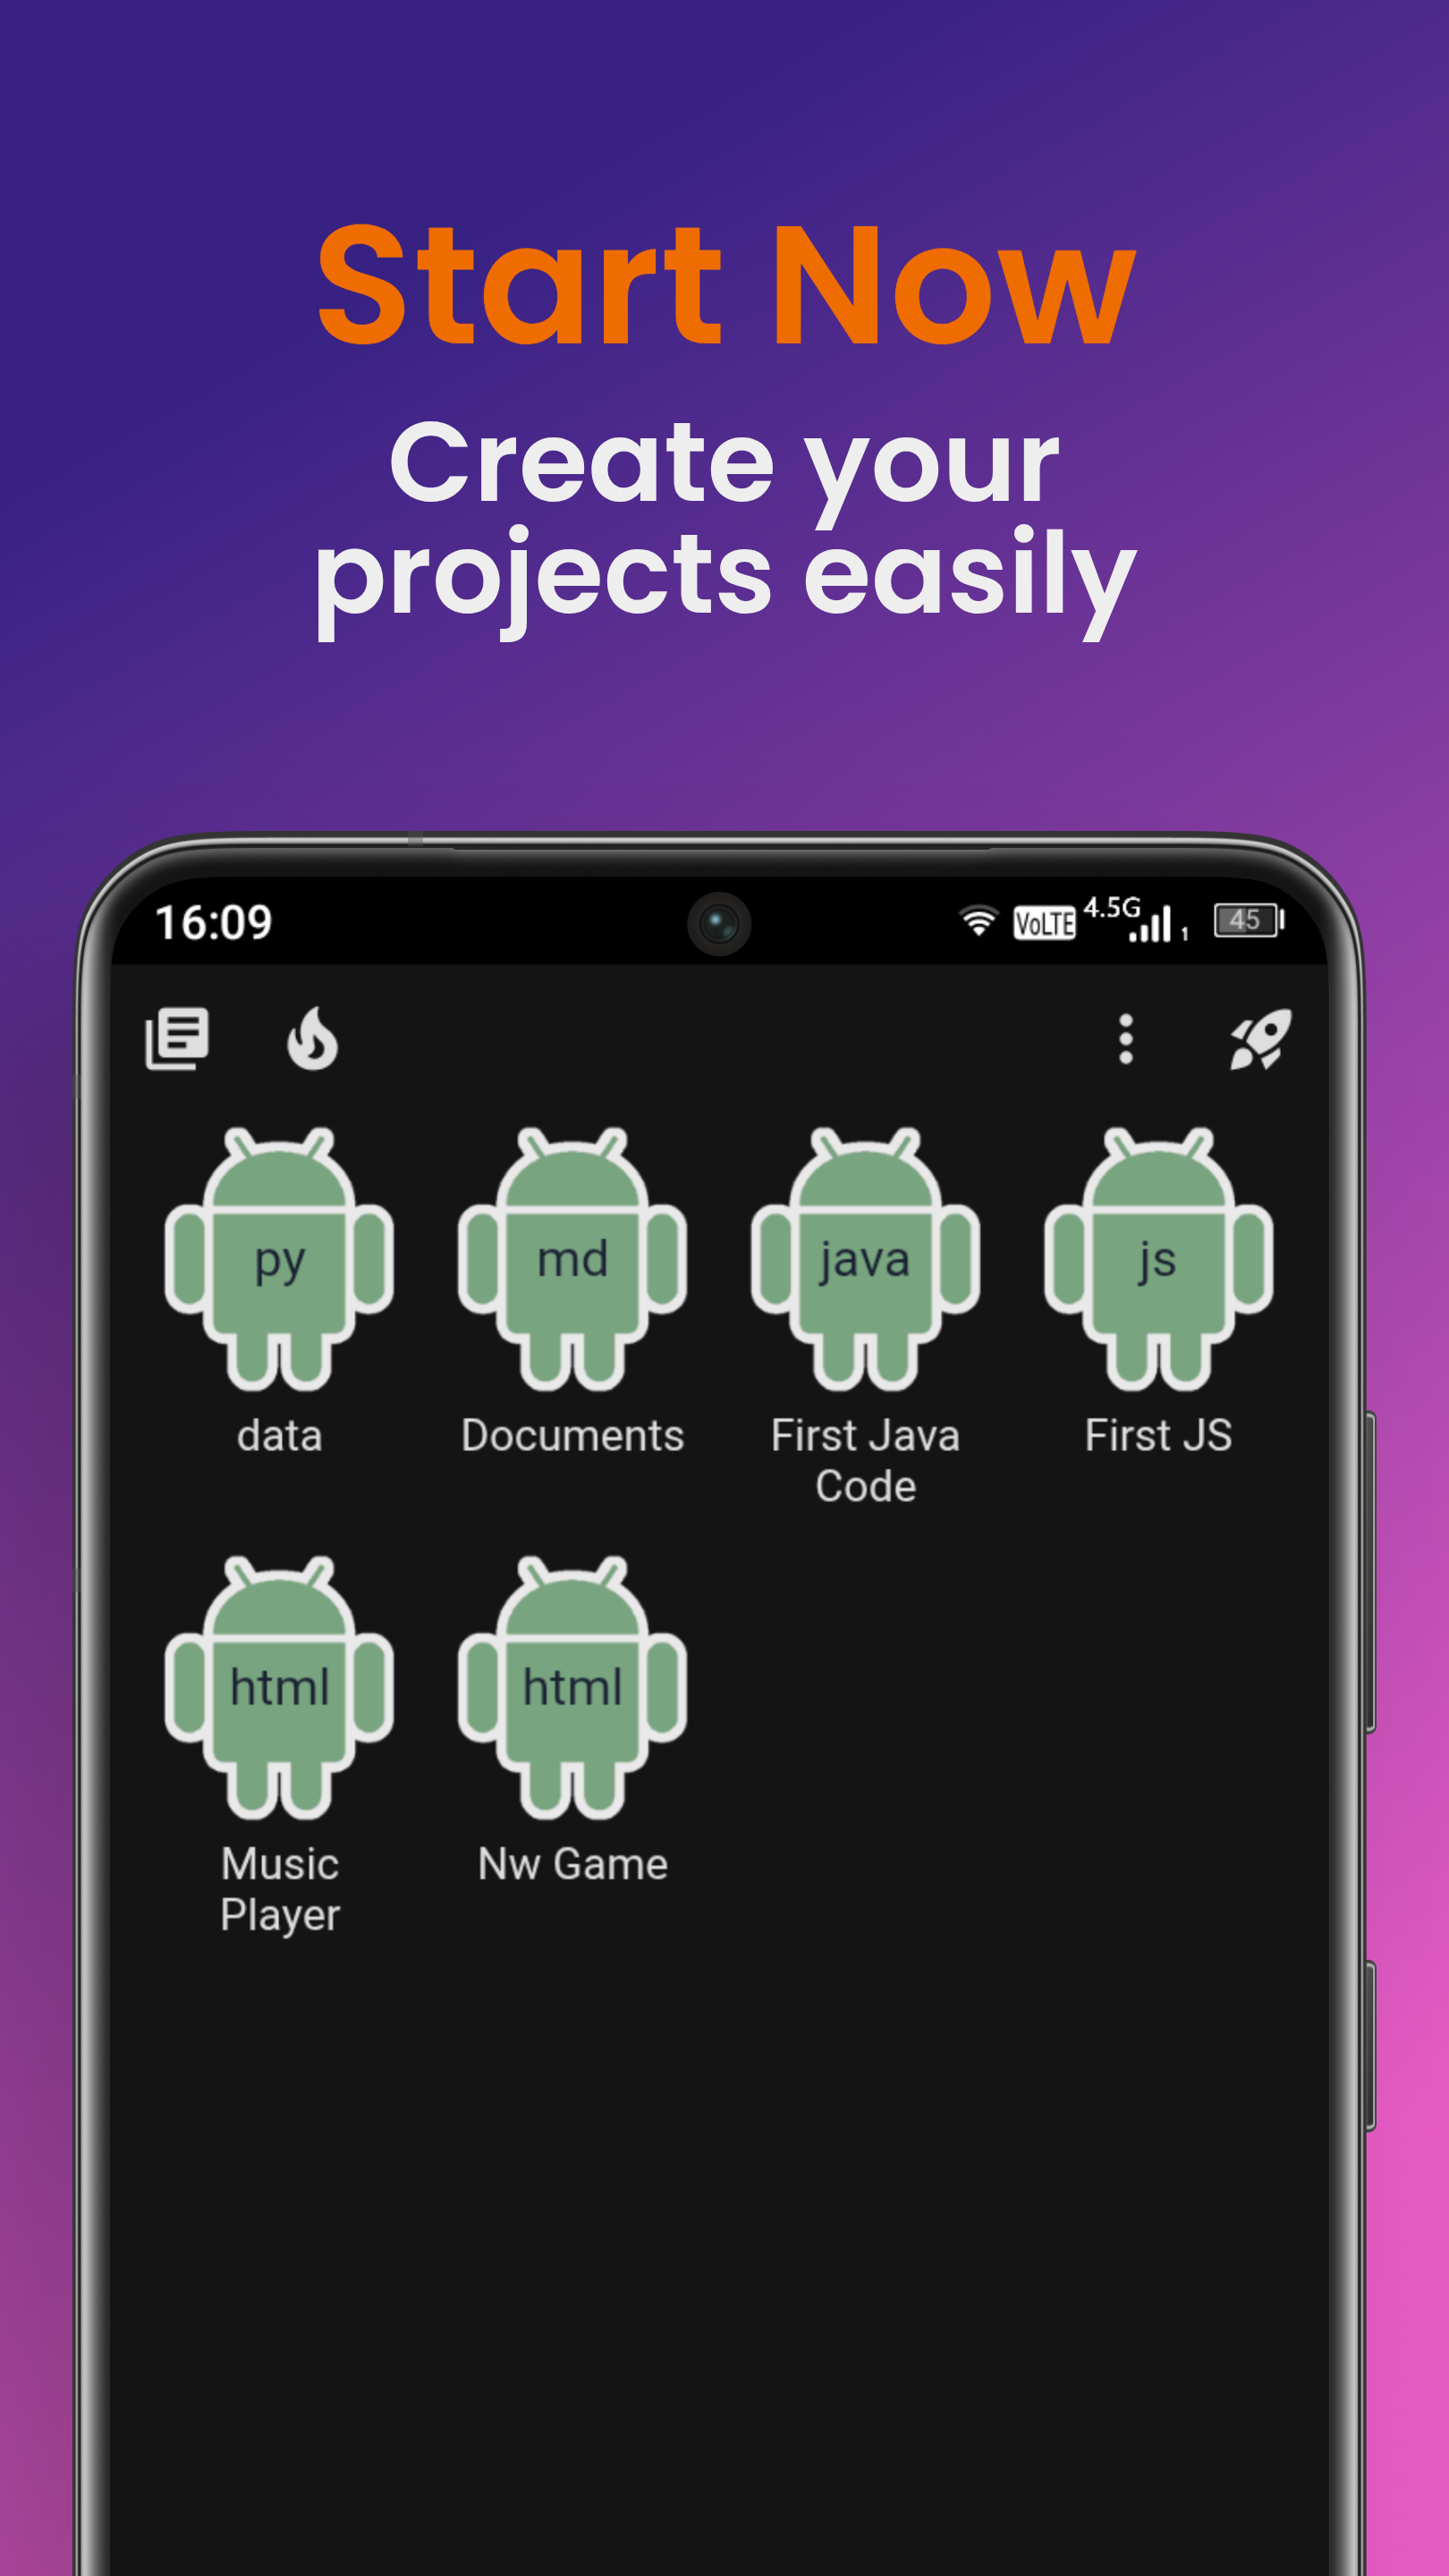 Start Now
Create your
projects easily
16:09
VoLTE 4.5G 1 45
py md java js
data Documents First Java First JS
Code
html html
Music Nw Game
Player